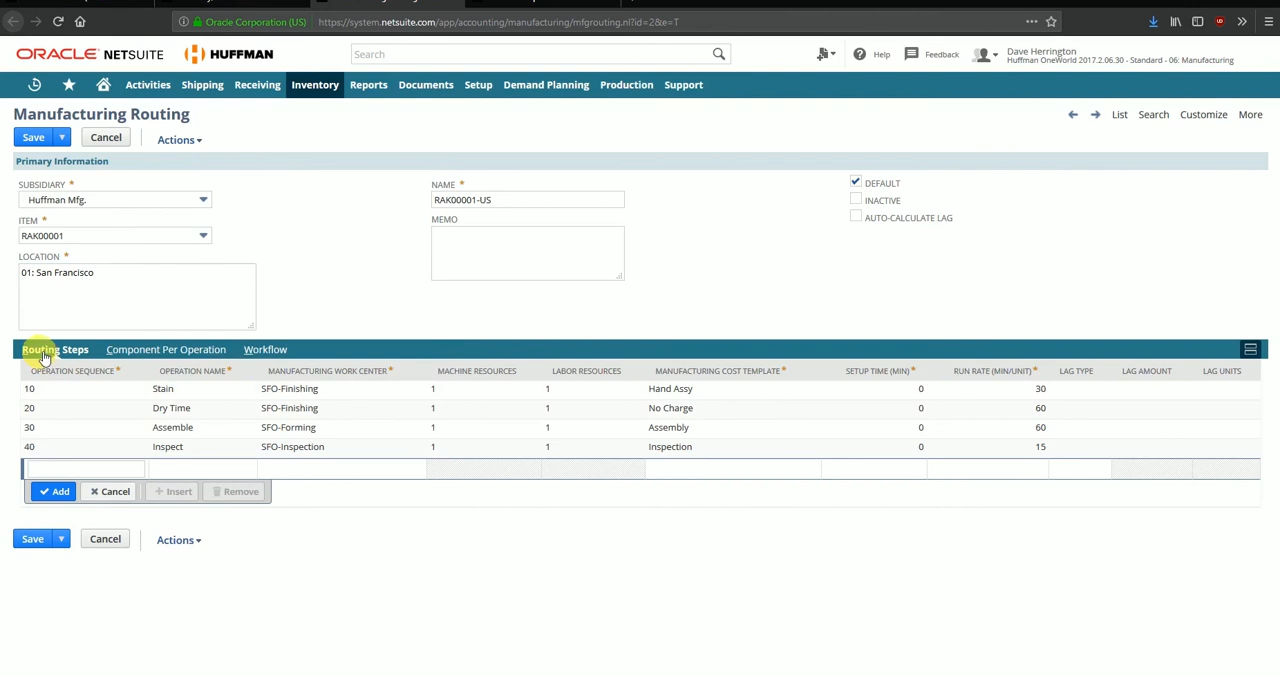 Oracle Corporation (US) https://system.netsuite.com/app/accounting/manufacturing/mfgrouting.nl?id=2&e=T
ORACLE NETSUITE HUFFMAN Search Help Feedback Dave Herrington
Huffman OneWorld 2017.2.06.30 - Standard - 06: Manufacturing
Activities Shipping Receiving Inventory Reports Documents Setup Demand Planning Production Support
Manufacturing Routing List Search Customize More
Save Cancel Actions
Primary Information
SUBSIDIARY *
Huffman Mfg.
ITEM *
RAK00001
LOCATION *
01: San Francisco
NAME *
RAK00001-US
MEMO
DEFAULT
INACTIVE
AUTO-CALCULATE LAG
Routing Steps Component Per Operation Workflow
OPERATION SEQUENCE * OPERATION NAME * MANUFACTURING WORK CENTER * MACHINE RESOURCES LABOR RESOURCES MANUFACTURING COST TEMPLATE * SETUP TIME (MIN) * RUN RATE (MIN/UNIT) * LAG TYPE LAG AMOUNT LAG UNITS
10 Stain SFO-Finishing 1 1 Hand Assy 0 30
20 Dry Time SFO-Finishing 1 1 No Charge 0 60
30 Assemble SFO-Forming 1 1 Assembly 0 60
40 Inspect SFO-Inspection 1 1 Inspection 0 15
Add Cancel + Insert Remove
Save Cancel Actions